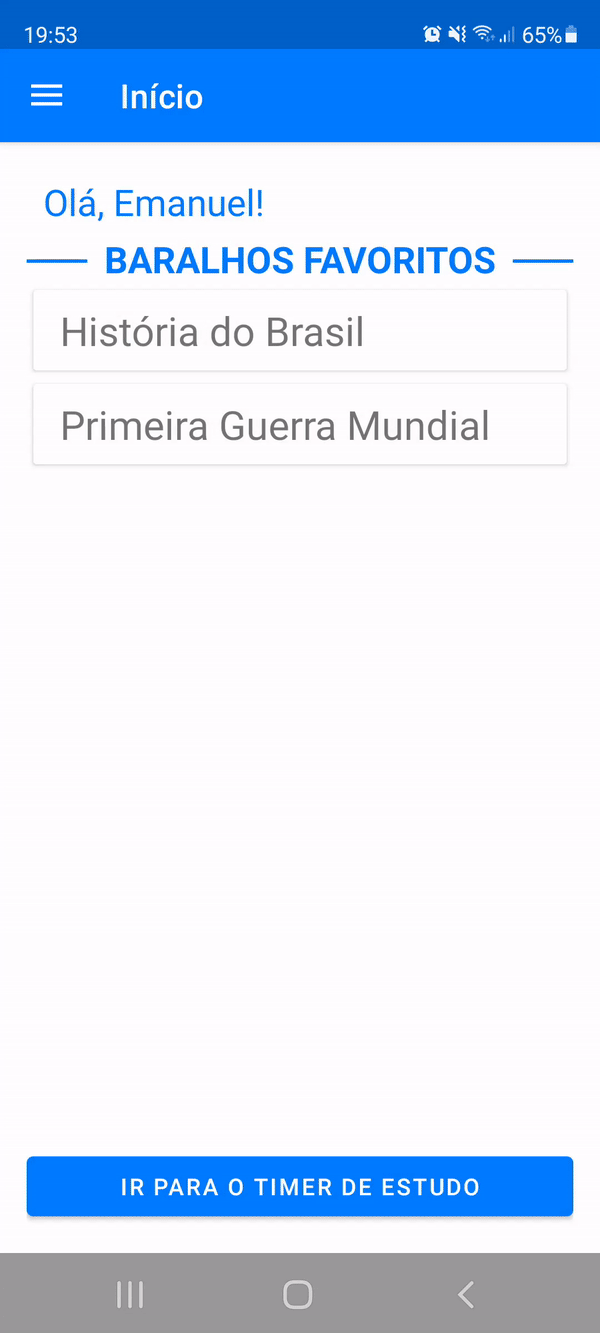 19:53
65%
Início
Olá, Emanuel!
BARALHOS FAVORITOS
História do Brasil
Primeira Guerra Mundial
IR PARA O TIMER DE ESTUDO